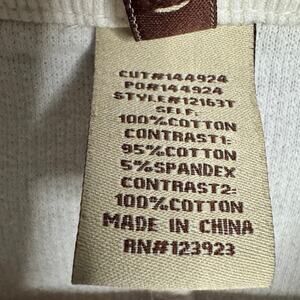 CUT#144924
PO#144924
STYLE#12163T
SELF:
100%COTTON
CONTRAST1:
95%COTTON
5%SPANDEX
CONTRAST2:
100%COTTON
MADE IN CHINA
RN#123923